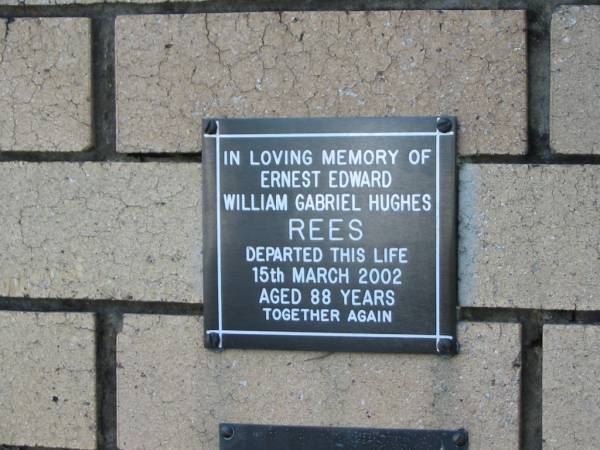 IN LOVING MEMORY OF
ERNEST EDWARD
WILLIAM GABRIEL HUGHES
REES
DEPARTED THIS LIFE
15th MARCH 2002
AGED 88 YEARS
TOGETHER AGAIN